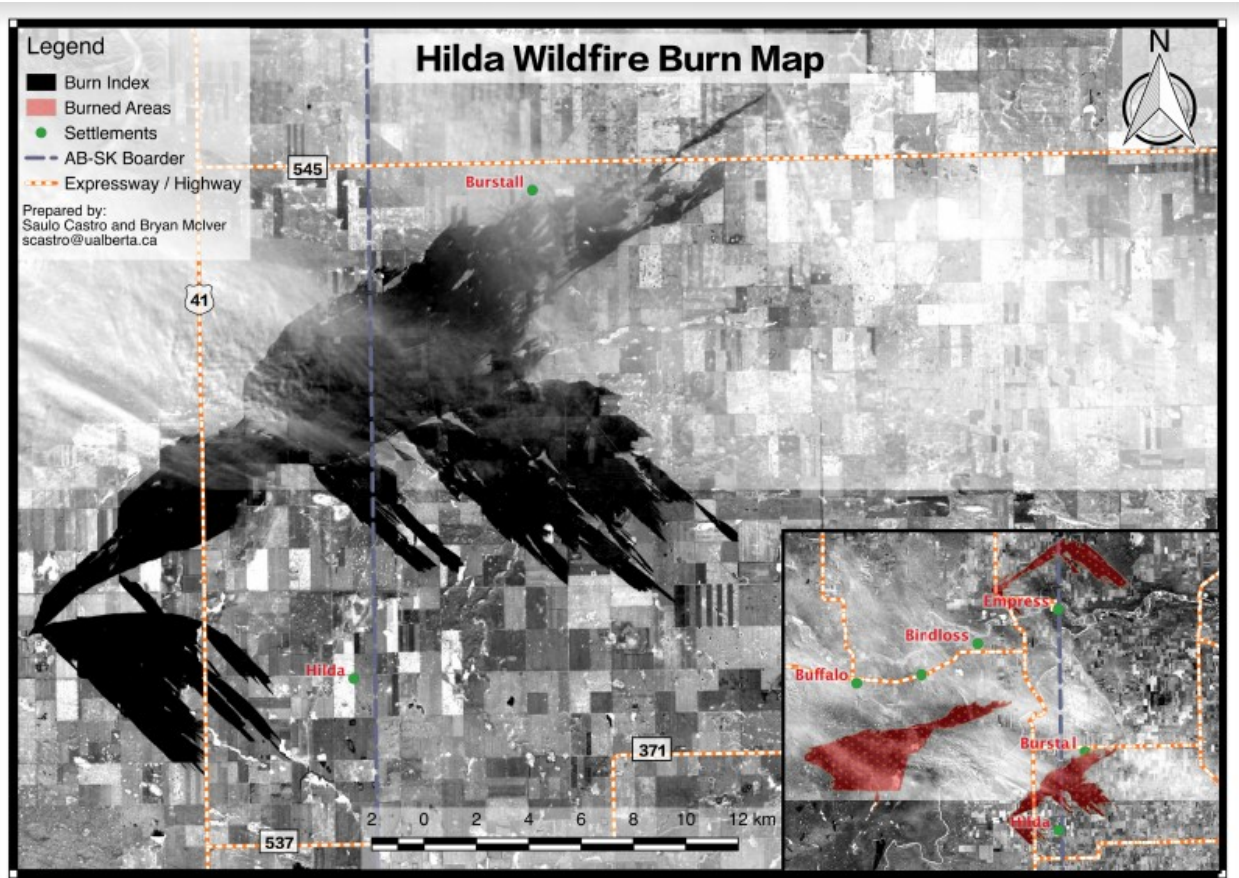 Hilda Wildfire Burn Map
Legend
Burn Index
Burned Areas
Settlements
AB-SK Boarder
Expressway / Highway
Prepared by:
Saulo Castro and Bryan McIver
scastro@ualberta.ca
N
545
Burstall
41
Hilda
371
537
2 0 2 4 6 8 10 12 km
Empress
Bindloss
Buffalo
Burstal
Hilda